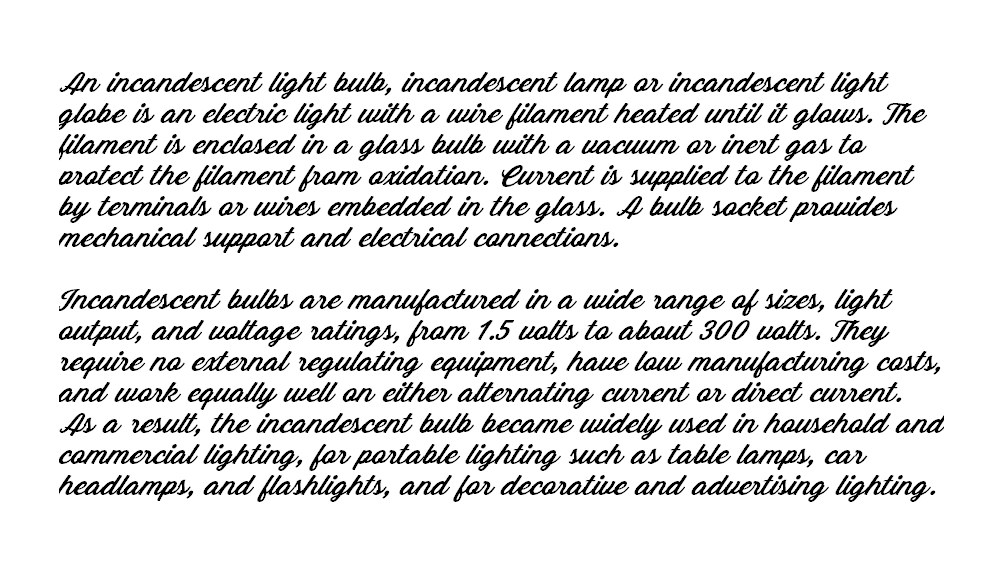 An incandescent light bulb, incandescent lamp or incandescent light
globe is an electric light with a wire filament heated until it glows. The
filament is enclosed in a glass bulb with a vacuum or inert gas to
protect the filament from oxidation. Current is supplied to the filament
by terminals or wires embedded in the glass. A bulb socket provides
mechanical support and electrical connections.

Incandescent bulbs are manufactured in a wide range of sizes, light
output, and voltage ratings, from 1.5 volts to about 300 volts. They
require no external regulating equipment, have low manufacturing costs,
and work equally well on either alternating current or direct current.
As a result, the incandescent bulb became widely used in household and
commercial lighting, for portable lighting such as table lamps, car
headlamps, and flashlights, and for decorative and advertising lighting.